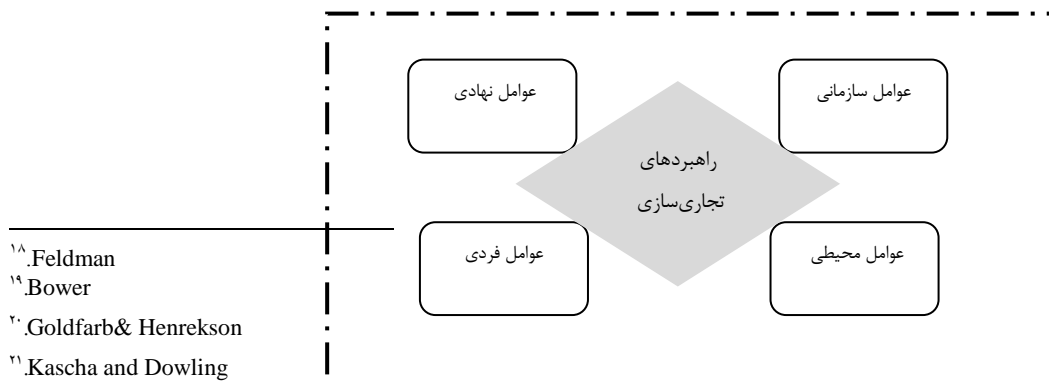 عوامل سازمانی
عوامل نهادی
راهبردهای
تجاری‌سازی
عوامل محیطی
عوامل فردی
۱۸.Feldman
۱۹.Bower
۲۰.Goldfarb& Henrekson
۲۱.Kascha and Dowling